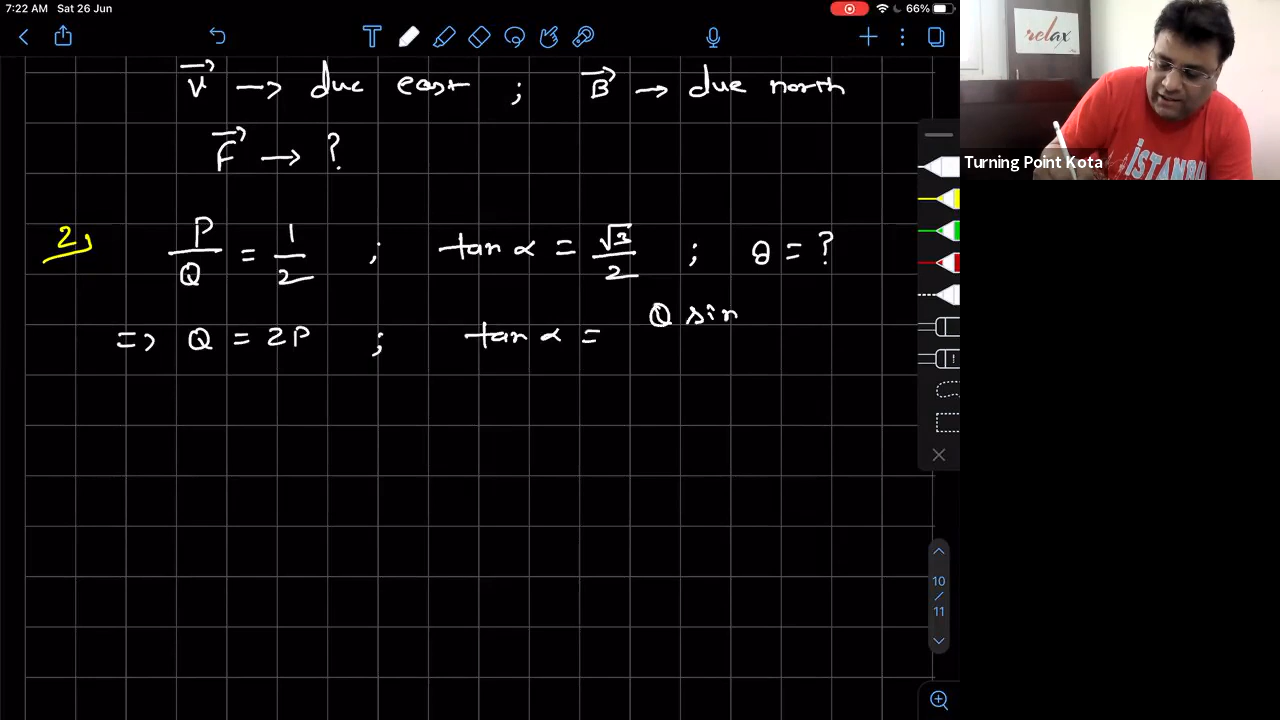 7:22 AM Sat 26 Jun
66%
relax
Turning Point Kota
İSTANBU
V⃗ → due east ; B⃗ → due north
F⃗ → ?
2) P/Q = 1/2 ; tan α = √3/2 ; θ = ?
=> Q = 2P ; tan α = Q sin
10
/
11